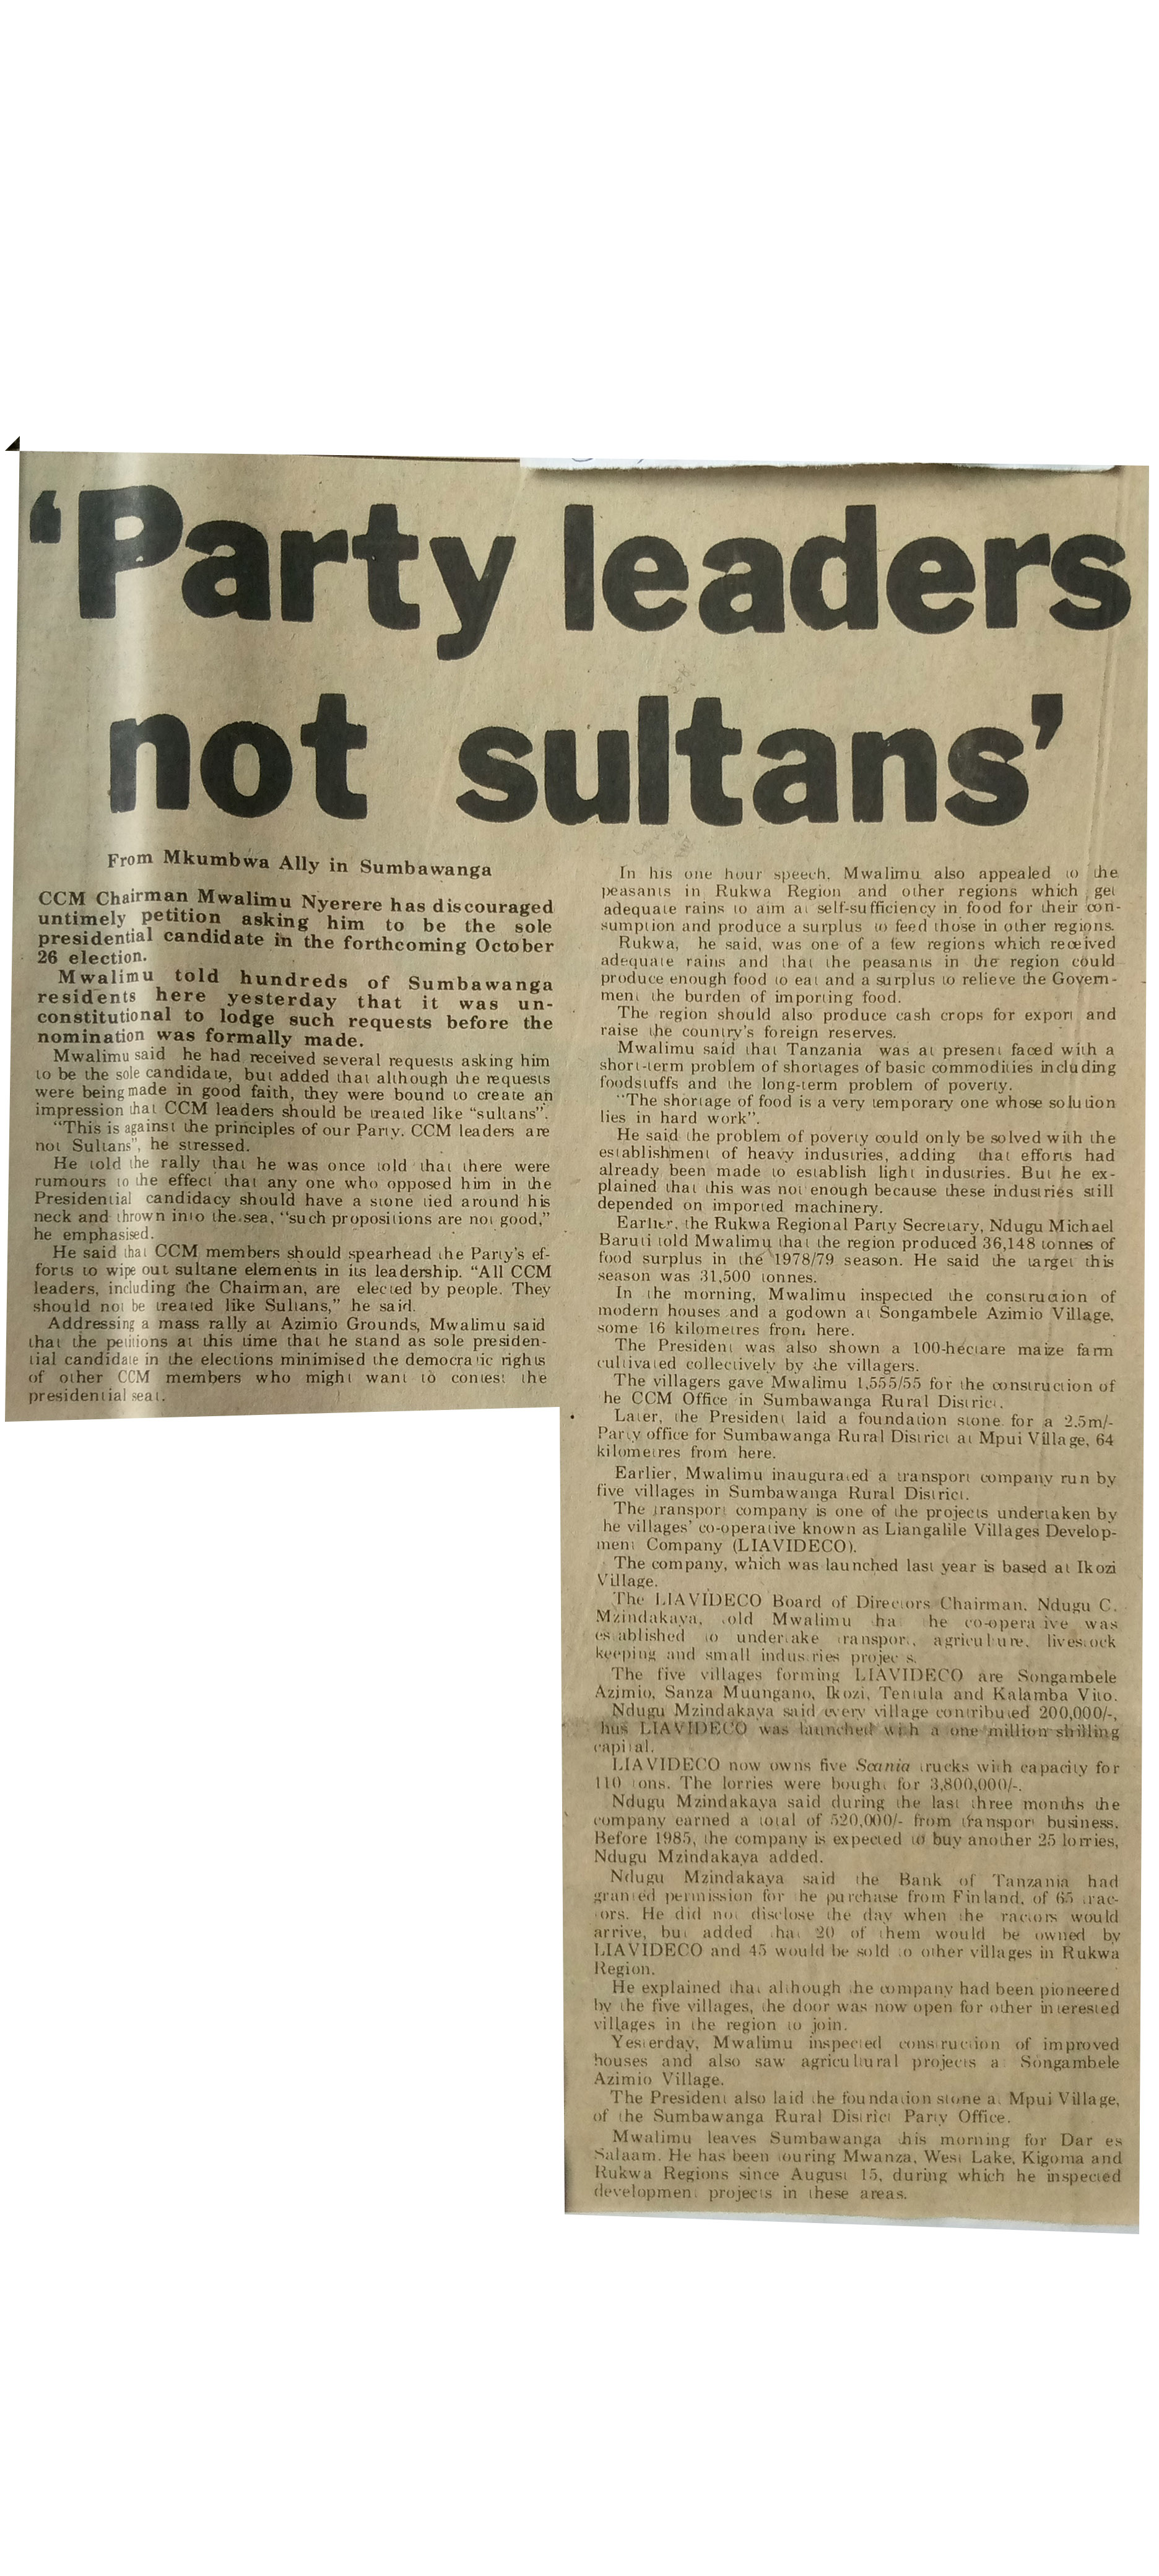 ‘Party leaders
not sultans’
From Mkumbwa Ally in Sumbawanga
CCM Chairman Mwalimu Nyerere has discouraged
untimely petition asking him to be the sole
presidential candidate in the forthcoming October
26 election.
Mwalimu told hundreds of Sumbawanga
residents here yesterday that it was un-
constitutional to lodge such requests before the
nomination was formally made.
Mwalimu said he had received several requests asking him
to be the sole candidate, but added that although the requests
were being made in good faith, they were bound to create an
impression that CCM leaders should be treated like “sultans”.
“This is against the principles of our Party. CCM leaders are
not Sultans”, he stressed.
He told the rally that he was once told that there were
rumours to the effect that any one who opposed him in the
Presidential candidacy should have a stone tied around his
neck and thrown into the sea, “such propositions are not good,”
he emphasised.
He said that CCM members should spearhead the Party's ef-
forts to wipe out sultane elements in its leadership. “All CCM
leaders, including the Chairman, are elected by people. They
should not be treated like Sultans,” he said.
Addressing a mass rally at Azimio Grounds, Mwalimu said
that the petitions at this time that he stand as sole presiden-
tial candidate in the elections minimised the democratic rights
of other CCM members who might want to contest the
presidential seat.
In his one hour speech, Mwalimu also appealed to the
peasants in Rukwa Region and other regions which get
adequate rains to aim at self-sufficiency in food for their con-
sumption and produce a surplus to feed those in other regions.
Rukwa, he said, was one of a few regions which received
adequate rains and that the peasants in the region could
produce enough food to eat and a surplus to relieve the Govern-
ment the burden of importing food.
The region should also produce cash crops for export and
raise the country's foreign reserves.
Mwalimu said that Tanzania was at present faced with a
short-term problem of shortages of basic commodities including
foodstuffs and the long-term problem of poverty.
“The shortage of food is a very temporary one whose solution
lies in hard work”.
He said the problem of poverty could only be solved with the
establishment of heavy industries, adding that efforts had
already been made to establish light industries. But he ex-
plained that this was not enough because these industries still
depended on imported machinery.
Earlier, the Rukwa Regional Party Secretary, Ndugu Michael
Baruti told Mwalimu that the region produced 36,148 tonnes of
food surplus in the 1978/79 season. He said the target this
season was 31,500 tonnes.
In the morning, Mwalimu inspected the construction of
modern houses and a godown at Songambele Azimio Village,
some 16 kilometres from here.
The President was also shown a 100-hectare maize farm
cultivated collectively by the villagers.
The villagers gave Mwalimu 1,555/55 for the construction of
the CCM Office in Sumbawanga Rural District.
Later, the President laid a foundation stone for a 2.5m/-
Party office for Sumbawanga Rural District at Mpui Village, 64
kilometres from here.
Earlier, Mwalimu inaugurated a transport company run by
five villages in Sumbawanga Rural District.
The transport company is one of the projects undertaken by
the villages' co-operative known as Liangalile Villages Develop-
ment Company (LIAVIDECO).
The company, which was launched last year is based at Ikozi
Village.
The LIAVIDECO Board of Directors Chairman, Ndugu C.
Mzindakaya, told Mwalimu that the co-operative was
established to undertake transport, agriculture, livestock
keeping and small industries projects.
The five villages forming LIAVIDECO are Songambele
Azimio, Sanza Muungano, Ikozi, Tentula and Kalamba Vito.
Ndugu Mzindakaya said every village contributed 200,000/-,
thus LIAVIDECO was launched with a one million shilling
capital.
LIAVIDECO now owns five Scania trucks with capacity for
110 tons. The lorries were bought for 3,800,000/-.
Ndugu Mzindakaya said during the last three months the
company earned a total of 520,000/- from transport business.
Before 1985, the company is expected to buy another 25 lorries,
Ndugu Mzindakaya added.
Ndugu Mzindakaya said the Bank of Tanzania had
granted permission for the purchase from Finland, of 65 trac-
tors. He did not disclose the day when the tractors would
arrive, but added that 20 of them would be owned by
LIAVIDECO and 45 would be sold to other villages in Rukwa
Region.
He explained that although the company had been pioneered
by the five villages, the door was now open for other interested
villages in the region to join.
Yesterday, Mwalimu inspected construction of improved
houses and also saw agricultural projects at Songambele
Azimio Village.
The President also laid the foundation stone at Mpui Village,
of the Sumbawanga Rural District Party Office.
Mwalimu leaves Sumbawanga this morning for Dar es
Salaam. He has been touring Mwanza, West Lake, Kigoma and
Rukwa Regions since August 15, during which he inspected
development projects in these areas.